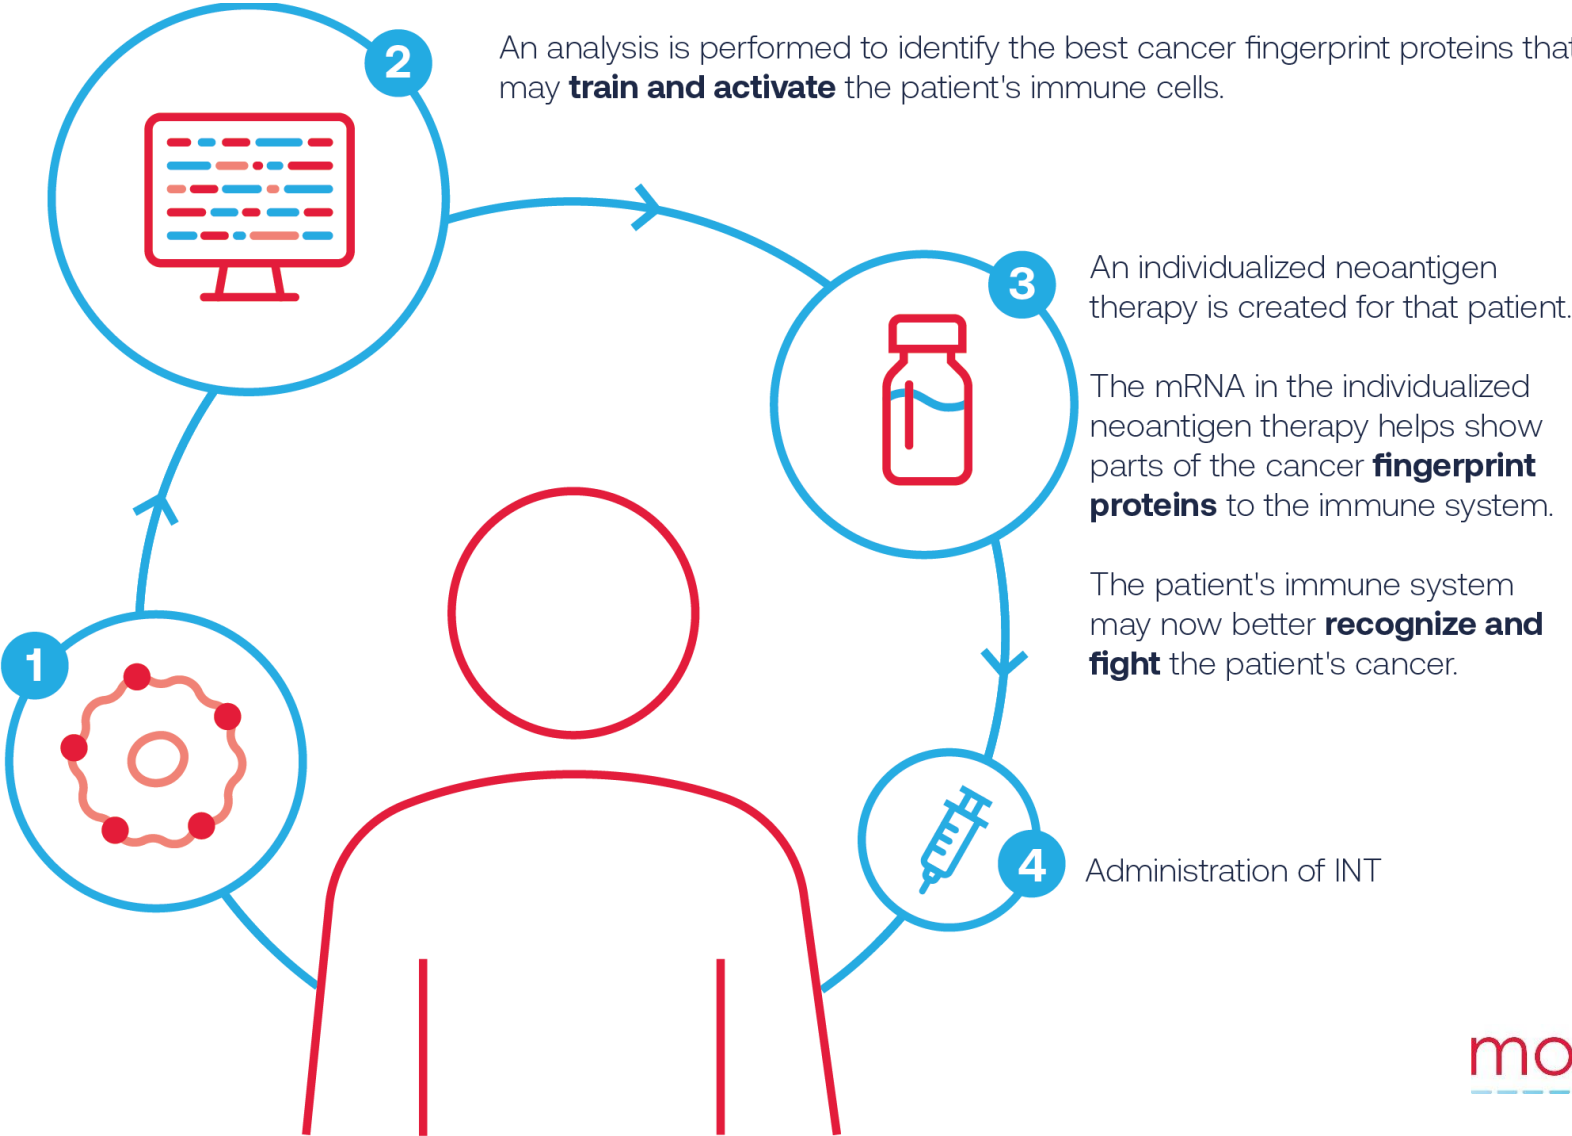 2
An analysis is performed to identify the best cancer fingerprint proteins that
may train and activate the patient's immune cells.
3
An individualized neoantigen
therapy is created for that patient.
The mRNA in the individualized
neoantigen therapy helps show
parts of the cancer fingerprint
proteins to the immune system.
The patient's immune system
may now better recognize and
fight the patient's cancer.
1
4
Administration of INT
mo